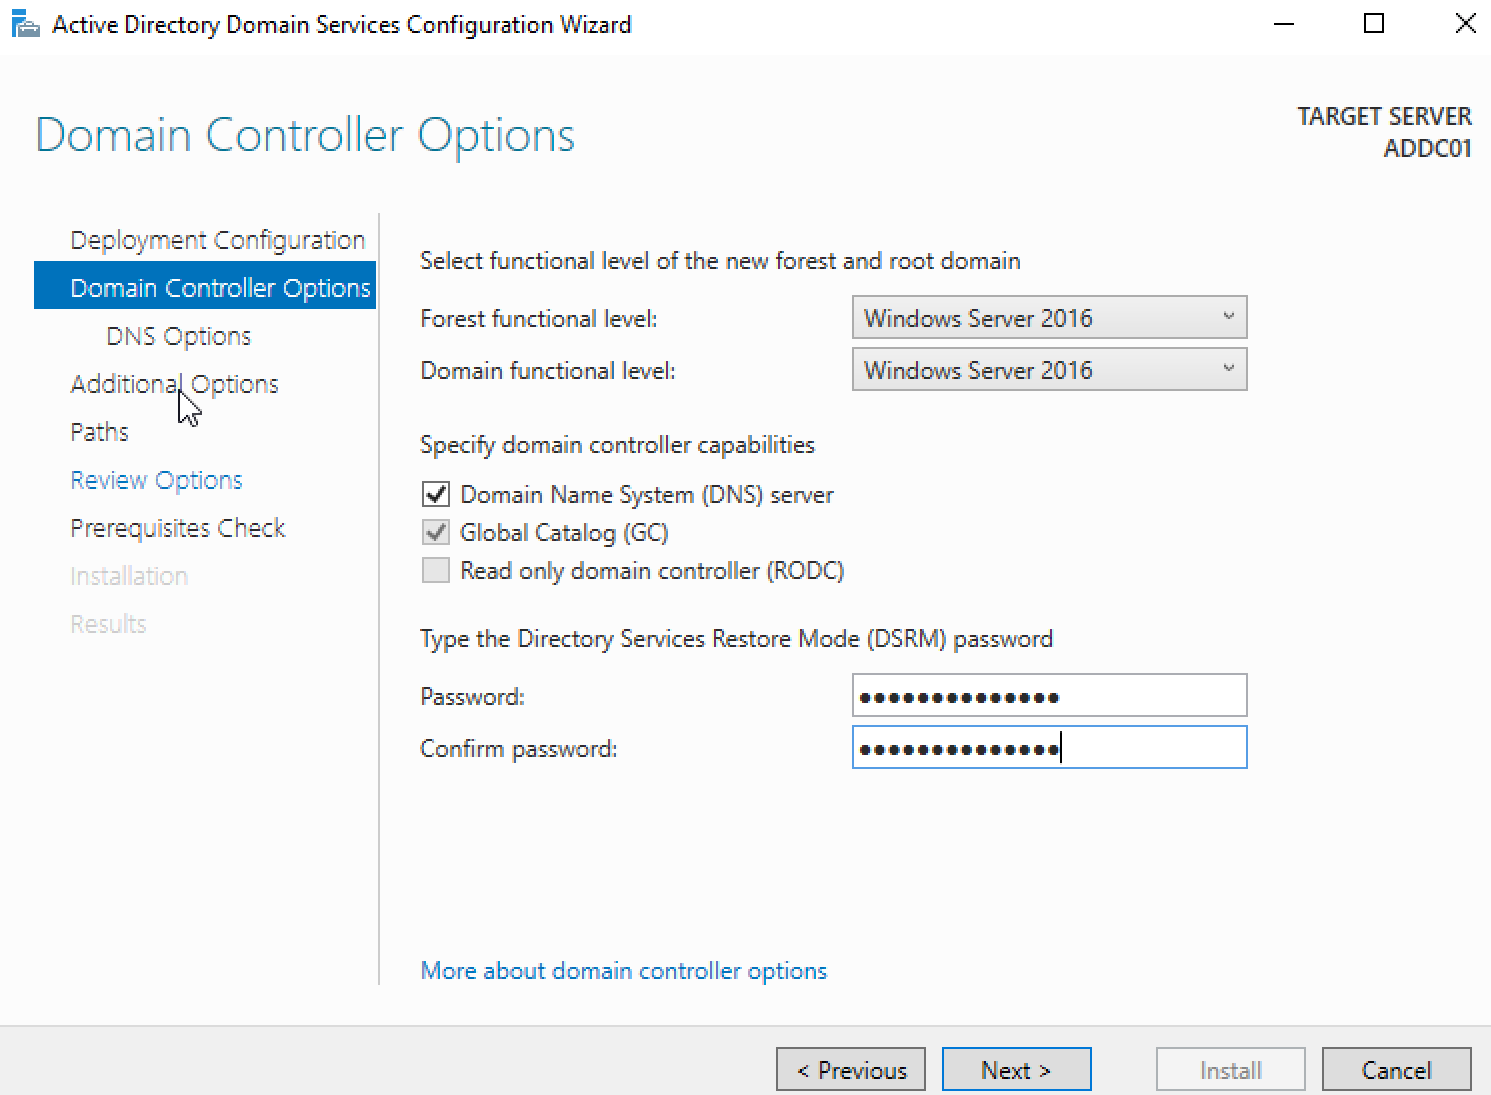 Active Directory Domain Services Configuration Wizard
Domain Controller Options
TARGET SERVER
ADDC01
Deployment Configuration
Domain Controller Options
DNS Options
Additional Options
Paths
Review Options
Prerequisites Check
Installation
Results
Select functional level of the new forest and root domain
Forest functional level: Windows Server 2016
Domain functional level: Windows Server 2016
Specify domain controller capabilities
Domain Name System (DNS) server
Global Catalog (GC)
Read only domain controller (RODC)
Type the Directory Services Restore Mode (DSRM) password
Password: ●●●●●●●●●●●●●●
Confirm password: ●●●●●●●●●●●●●●
More about domain controller options
< Previous Next > Install Cancel